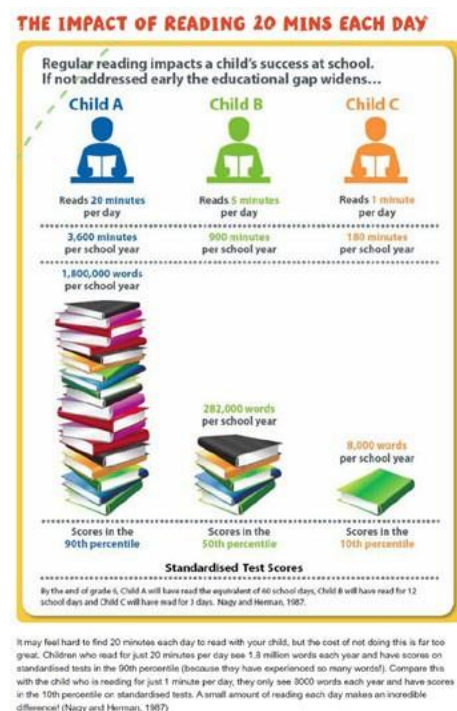 THE IMPACT OF READING 20 MINS EACH DAY
Regular reading impacts a child's success at school.
If not addressed early the educational gap widens...
Child A
Child B
Child C
Reads 20 minutes
per day
Reads 5 minutes
per day
Reads 1 minute
per day
3,600 minutes
per school year
900 minutes
per school year
180 minutes
per school year
1,800,000 words
per school year
282,000 words
per school year
8,000 words
per school year
Scores in the
90th percentile
Scores in the
50th percentile
Scores in the
10th percentile
Standardised Test Scores
By the end of grade 6, Child A will have read the equivalent of 60 school days, Child B will have read for 12
school days and Child C will have read for 3 days. Nagy and Herman, 1987.
It may feel hard to find 20 minutes each day to read with your child, but the cost of not doing this is far too
great. Children who read for just 20 minutes per day see 1.8 million words each year and have scores on
standardised tests in the 90th percentile (because they have experienced so many words!). Compare this
with the child who is reading for just 1 minute per day, they only see 8000 words each year and have scores
in the 10th percentile on standardised tests. A small amount of reading each day makes an incredible
difference! (Nagy and Herman, 1987)